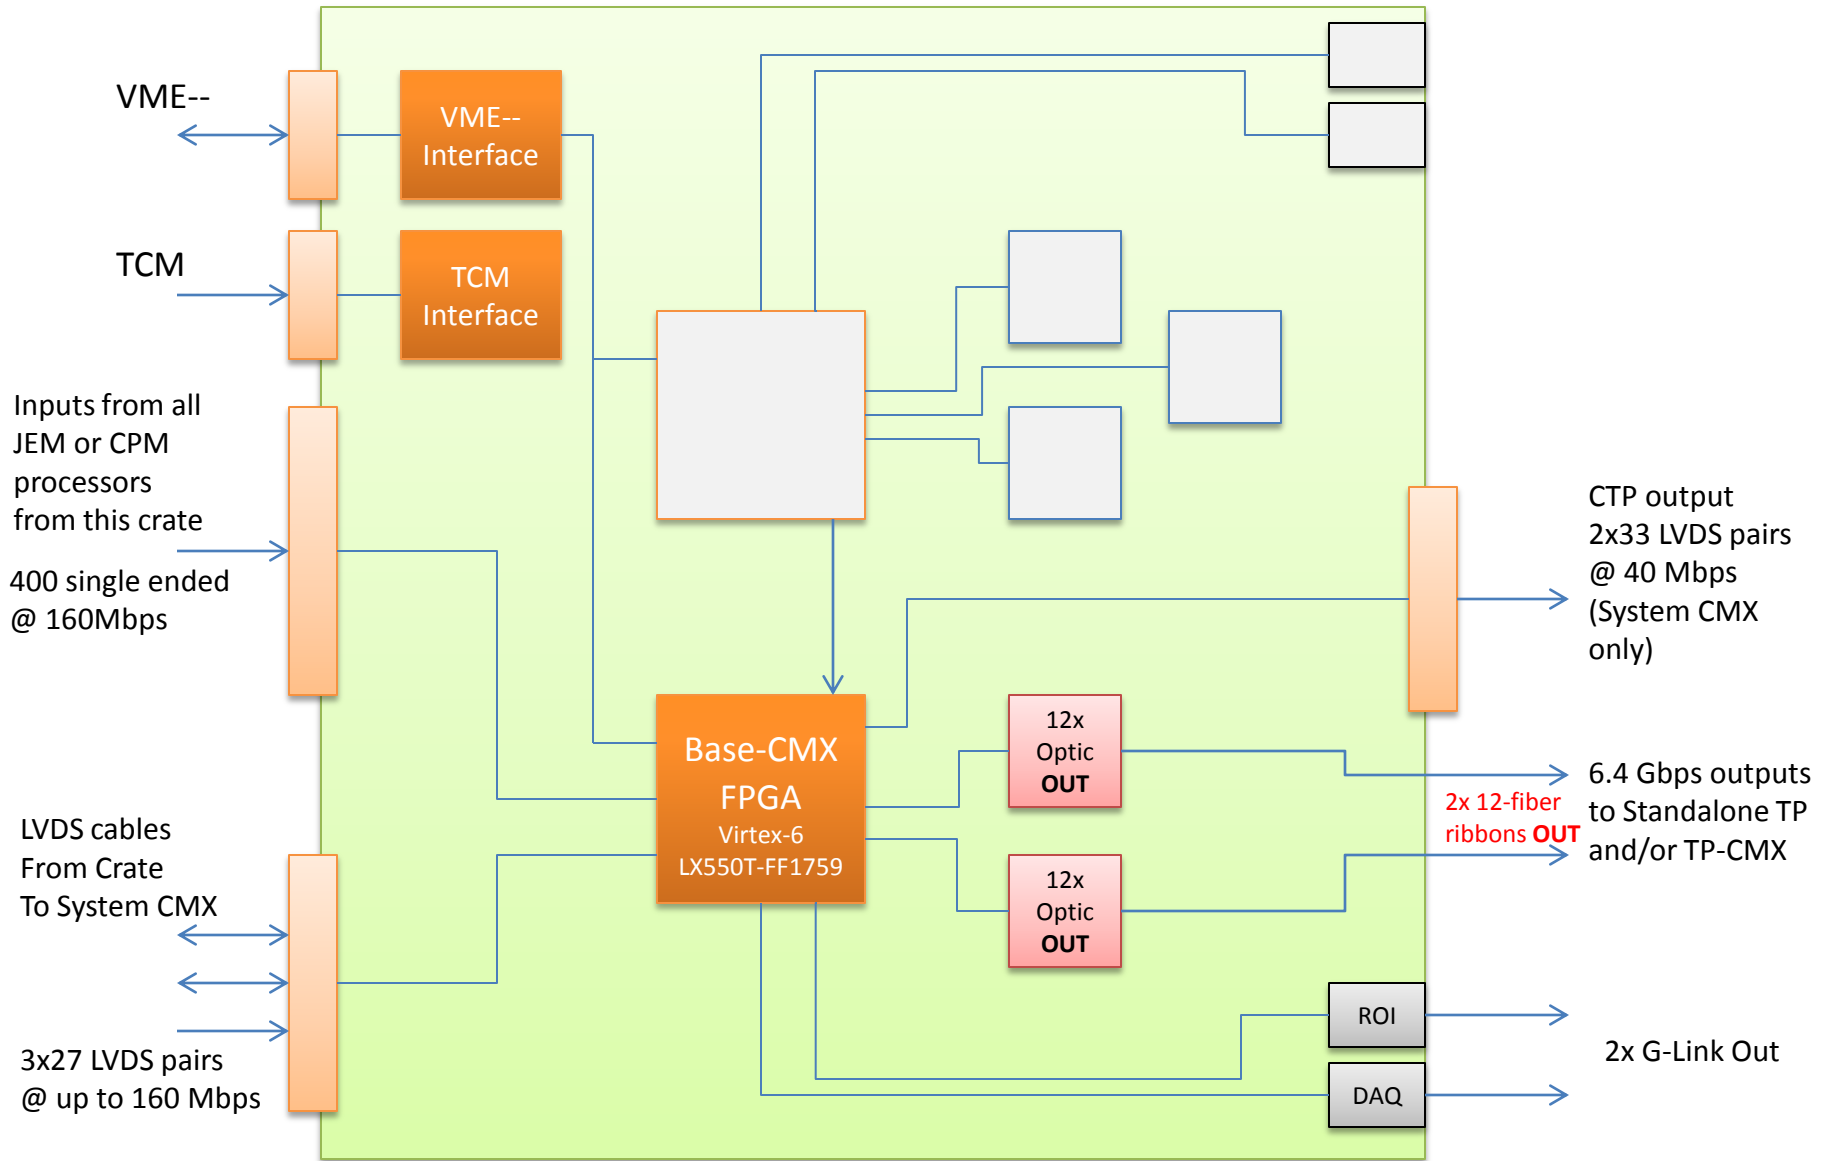 VME--
VME--
Interface
TCM
TCM
Interface
Inputs from all
JEM or CPM
processors
from this crate
400 single ended
@ 160Mbps
CTP output
2x33 LVDS pairs
@ 40 Mbps
(System CMX
only)
Base-CMX
FPGA
Virtex-6
LX550T-FF1759
12x
Optic
OUT
12x
Optic
OUT
2x 12-fiber
ribbons OUT
6.4 Gbps outputs
to Standalone TP
and/or TP-CMX
LVDS cables
From Crate
To System CMX
3x27 LVDS pairs
@ up to 160 Mbps
ROI
DAQ
2x G-Link Out